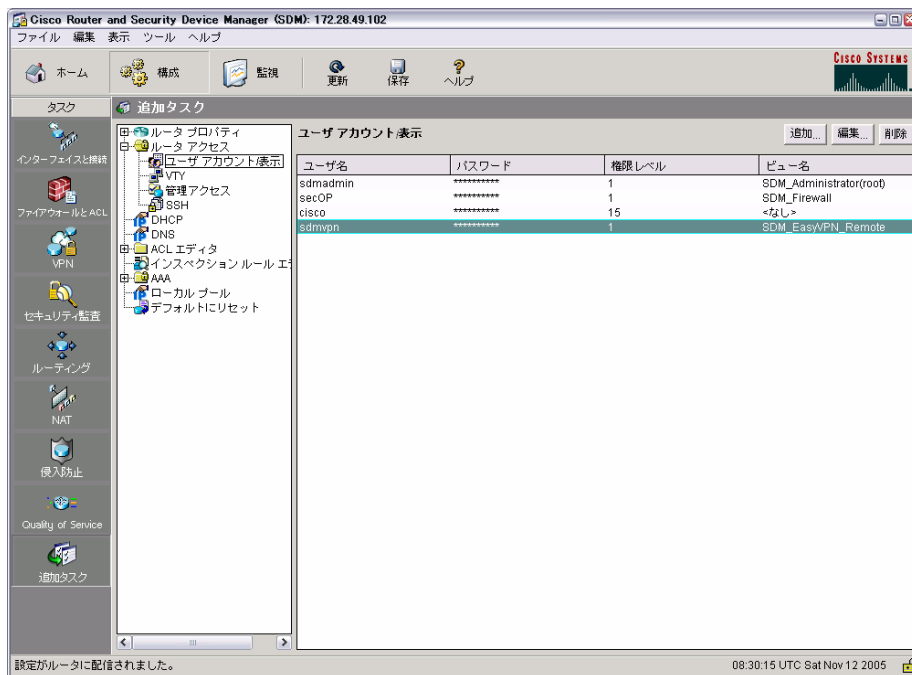 Cisco Router and Security Device Manager (SDM): 172.28.49.102
ファイル 編集 表示 ツール ヘルプ
ホーム 構成 監視 更新 保存 ヘルプ
CISCO SYSTEMS
タスク
追加タスク
インターフェイスと接続
ファイアウォールとACL
VPN
セキュリティ監査
ルーティング
NAT
侵入防止
Quality of Service
追加タスク
ルータ プロパティ
ルータ アクセス
ユーザ アカウント/表示
VTY
管理アクセス
SSH
DHCP
DNS
ACL エディタ
インスペクション ルール エ
AAA
ローカル プール
デフォルトにリセット
ユーザ アカウント/表示
追加... 編集... 削除
ユーザ名 パスワード 権限レベル ビュー名
sdmadmin ********** 1 SDM_Administrator(root)
secOP ********** 1 SDM_Firewall
cisco ********** 15 <なし>
sdmvpn ********** 1 SDM_EasyVPN_Remote
設定がルータに配信されました。
08:30:15 UTC Sat Nov 12 2005